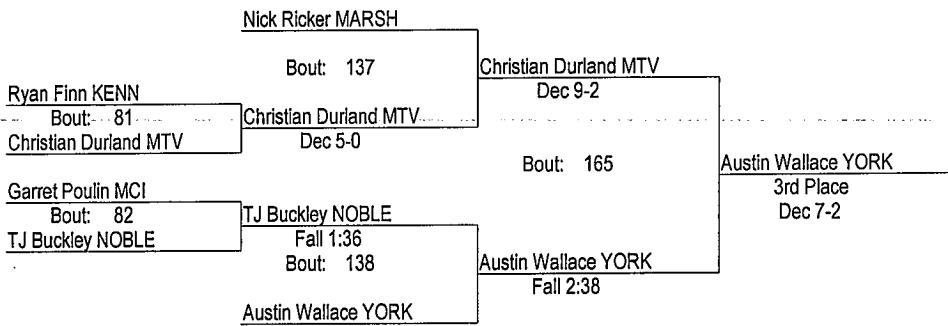 Nick Ricker MARSH
Bout: 137
Christian Durland MTV
Dec 9-2
Ryan Finn KENN
Bout: 81
Christian Durland MTV
Christian Durland MTV
Dec 5-0
Bout: 165
Austin Wallace YORK
3rd Place
Dec 7-2
Garret Poulin MCI
Bout: 82
TJ Buckley NOBLE
TJ Buckley NOBLE
Fall 1:36
Bout: 138
Austin Wallace YORK
Fall 2:38
Austin Wallace YORK